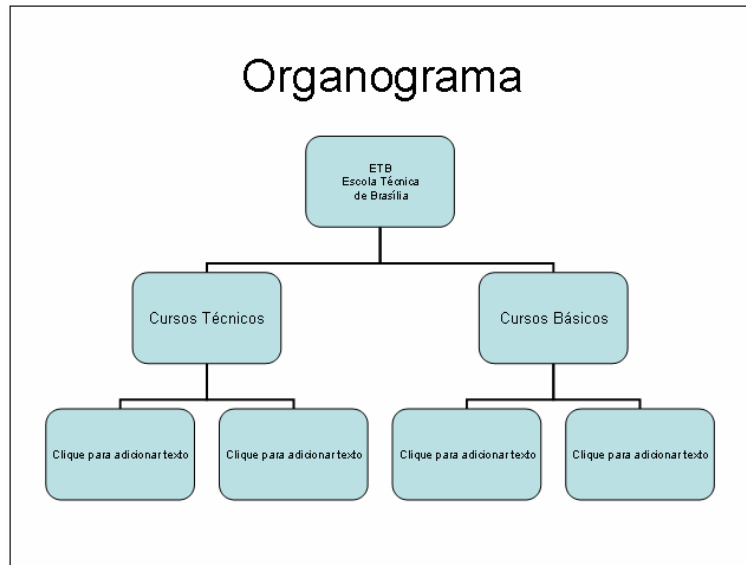 Organograma
ETB
Escola Técnica
de Brasília
Cursos Técnicos
Cursos Básicos
Clique para adicionar texto
Clique para adicionar texto
Clique para adicionar texto
Clique para adicionar texto